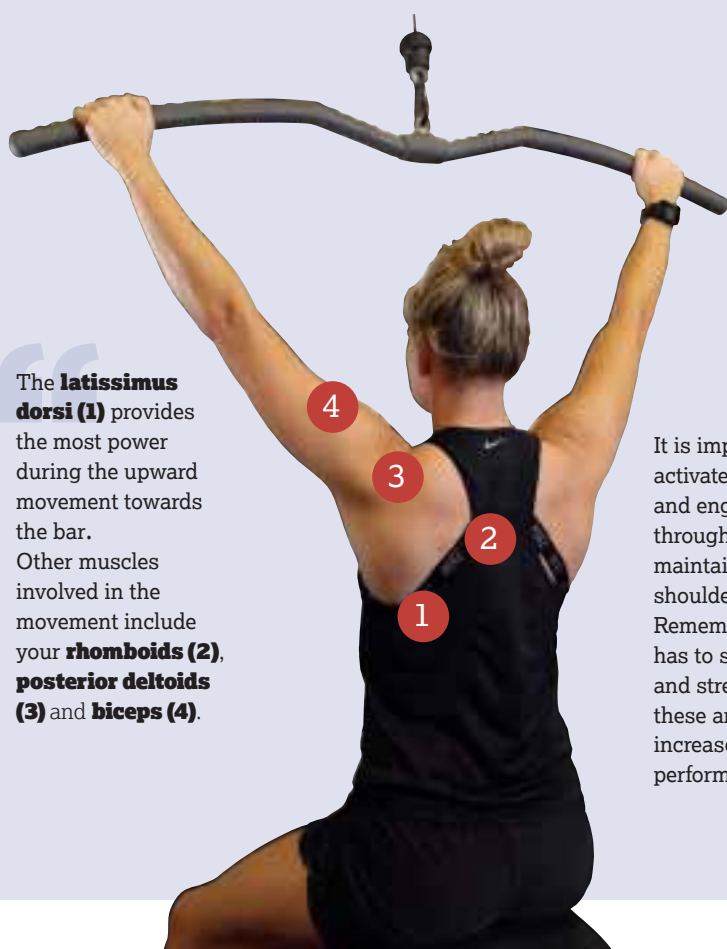 “
The latissimus
dorsi (1) provides
the most power
during the upward
movement towards
the bar.
Other muscles
involved in the
movement include
your rhomboids (2),
posterior deltoids
(3) and biceps (4).
4
3
2
1
It is imp
activate
and eng
through
maintai
shoulde
Remem
has to s
and stre
these ar
increase
perform